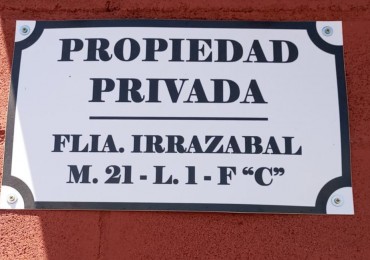 PROPIEDAD
PRIVADA
FLIA. IRRAZABAL
M. 21 - L. 1 - F “C”